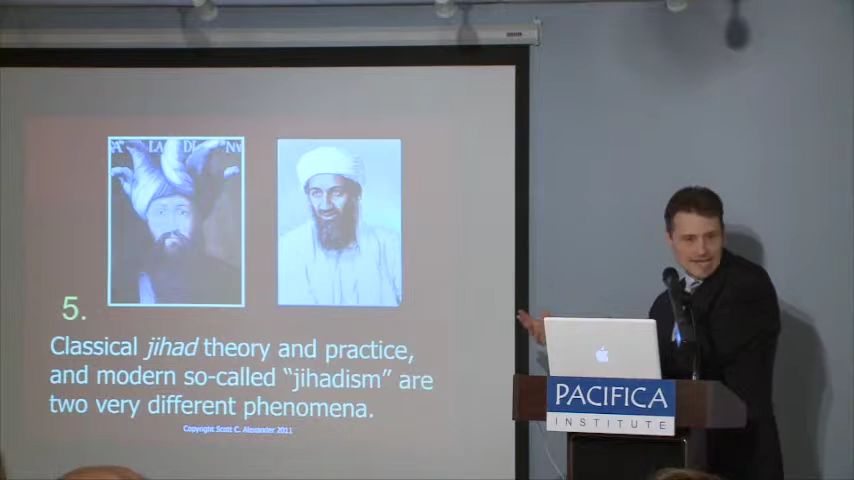 A LADINV
5.
Classical jihad theory and practice,
and modern so-called "jihadism" are
two very different phenomena.
Copyright Scott C. Alexander 2011
PACIFICA
INSTITUTE